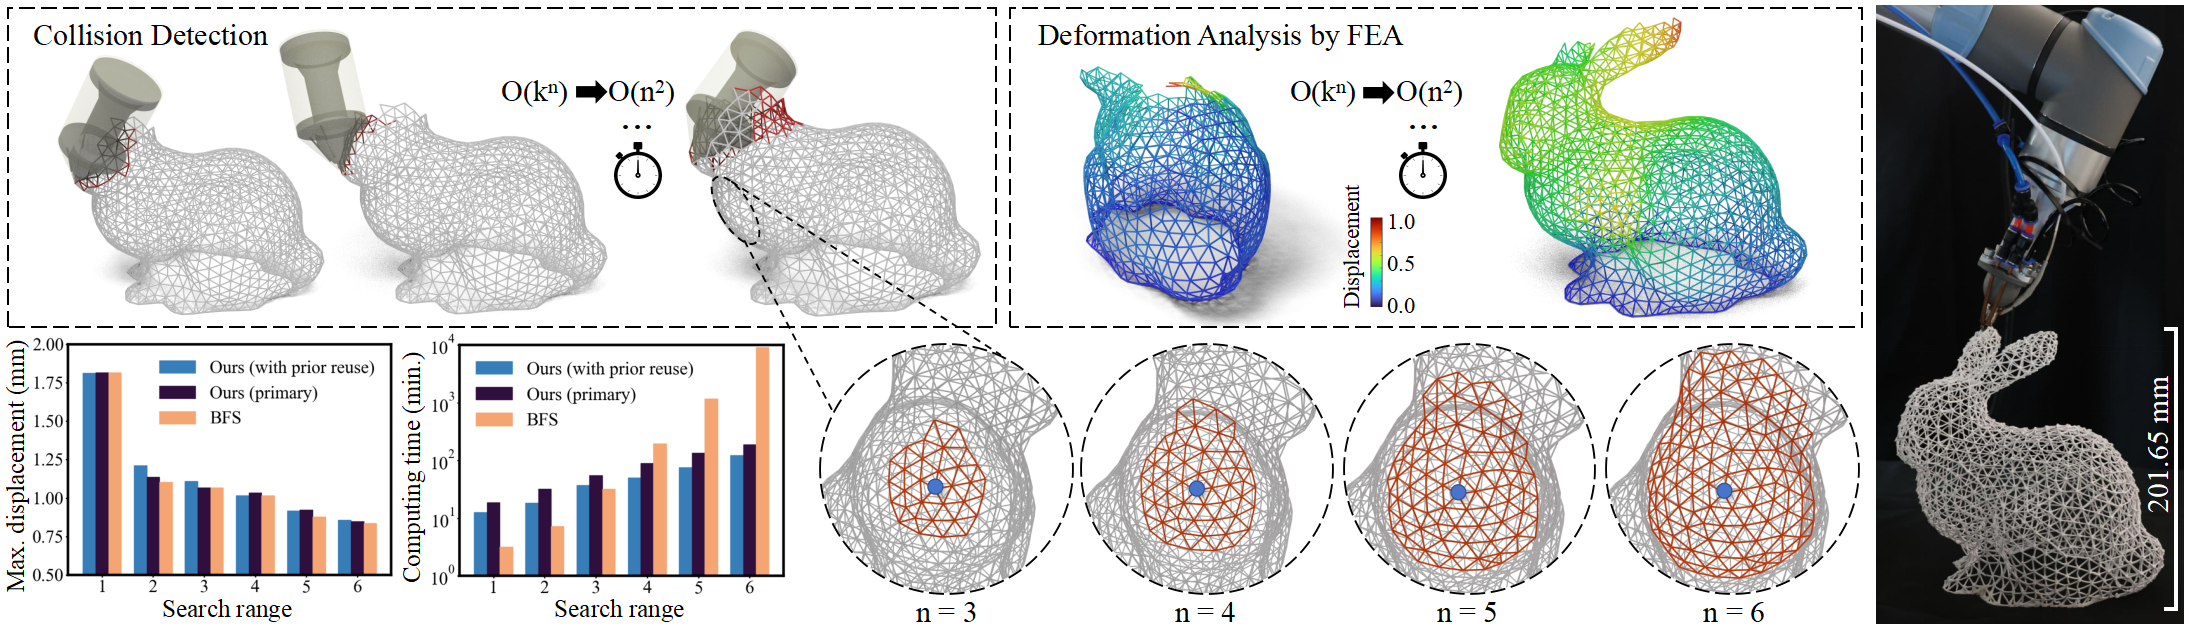 Collision Detection
O(kⁿ) ➡ O(n²)
...
Deformation Analysis by FEA
O(kⁿ) ➡ O(n²)
...
Displacement
1.0
0.5
0.0
Max. displacement (mm)
2.00
1.75
1.50
1.25
1.00
0.75
0.50
Ours (with prior reuse)
Ours (primary)
BFS
1 2 3 4 5 6
Search range
Computing time (min.)
10⁴
10³
10²
10¹
10⁰
Ours (with prior reuse)
Ours (primary)
BFS
1 2 3 4 5 6
Search range
n = 3
n = 4
n = 5
n = 6
201.65 mm